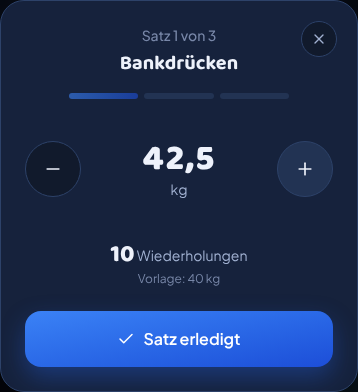 Satz 1 von 3
Bankdrücken
42,5
kg
10 Wiederholungen
Vorlage: 40 kg
Satz erledigt